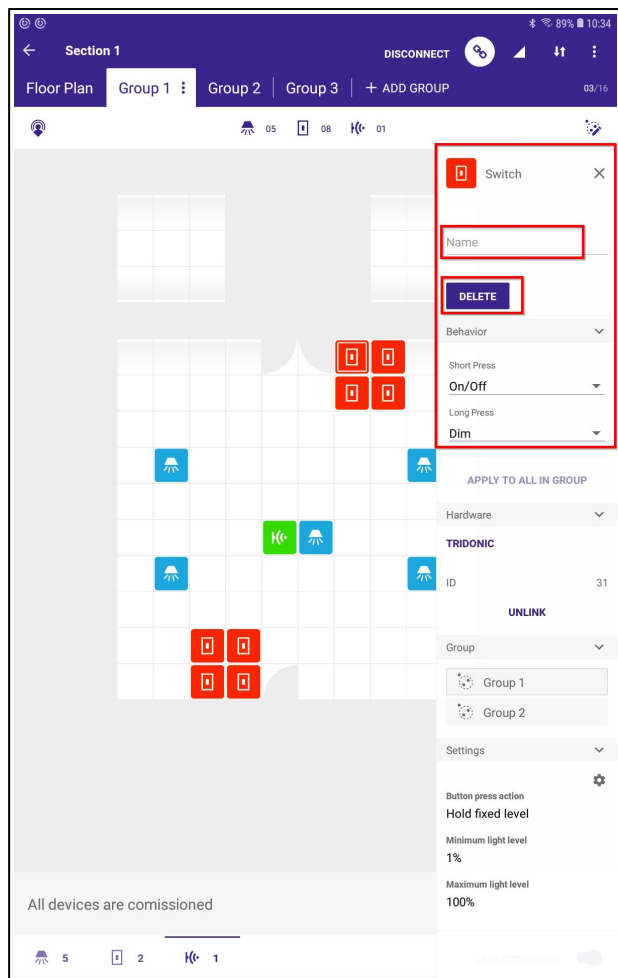 89% 10:34
Section 1
DISCONNECT
Floor Plan Group 1 Group 2 Group 3 + ADD GROUP 03/16
05 08 01
Switch
Name
DELETE
Behavior
Short Press
On/Off
Long Press
Dim
APPLY TO ALL IN GROUP
Hardware
TRIDONIC
ID 31
UNLINK
Group
Group 1
Group 2
Settings
Button press action
Hold fixed level
Minimum light level
1%
Maximum light level
100%
All devices are comissioned
5 2 1